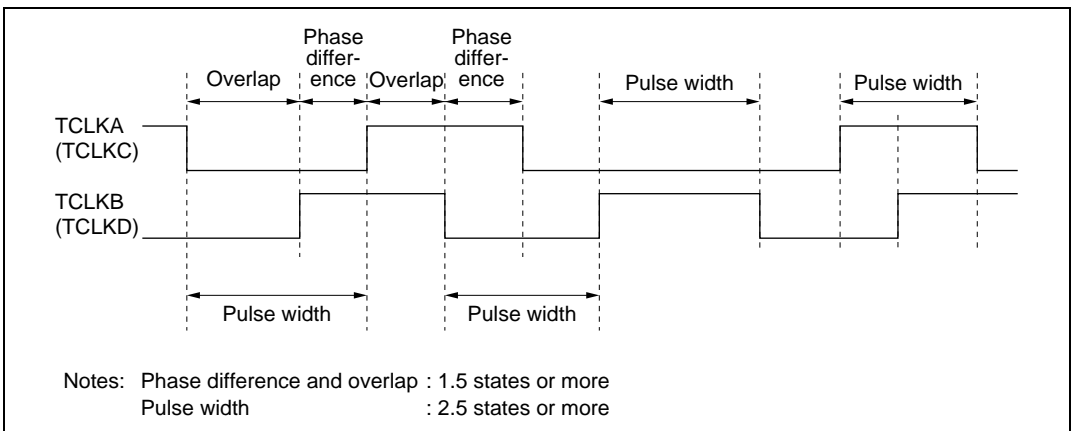 Phase
differ-
ence
Phase
differ-
ence
Overlap
Overlap
Pulse width
Pulse width
TCLKA
(TCLKC)
TCLKB
(TCLKD)
Pulse width
Pulse width
Notes: Phase difference and overlap : 1.5 states or more
Pulse width : 2.5 states or more